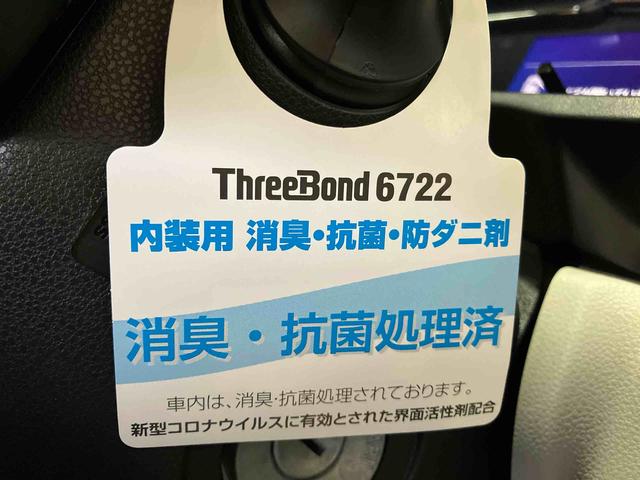 ThreeBond 6722
内装用 消臭・抗菌・防ダニ剤
消臭・抗菌処理済
車内は、消臭・抗菌処理されております。
新型コロナウイルスに有効とされた界面活性剤配合